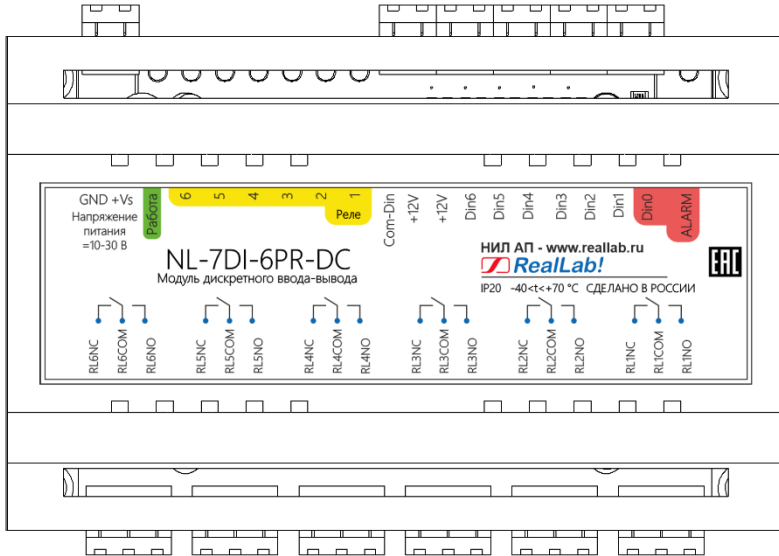 GND +Vs
Напряжение
питания
=10-30 В
Работа
6
5
4
3
2
1
Реле
Com-Din
+12V
+12V
Din6
Din5
Din4
Din3
Din2
Din1
Din0
ALARM
NL-7DI-6PR-DC
Модуль дискретного ввода-вывода
НИЛ АП - www.reallab.ru
RealLab!
IP20 -40<t<+70 °C СДЕЛАНО В РОССИИ
EAC
RL6NC
RL6COM
RL6NO
RL5NC
RL5COM
RL5NO
RL4NC
RL4COM
RL4NO
RL3NC
RL3COM
RL3NO
RL2NC
RL2COM
RL2NO
RL1NC
RL1COM
RL1NO